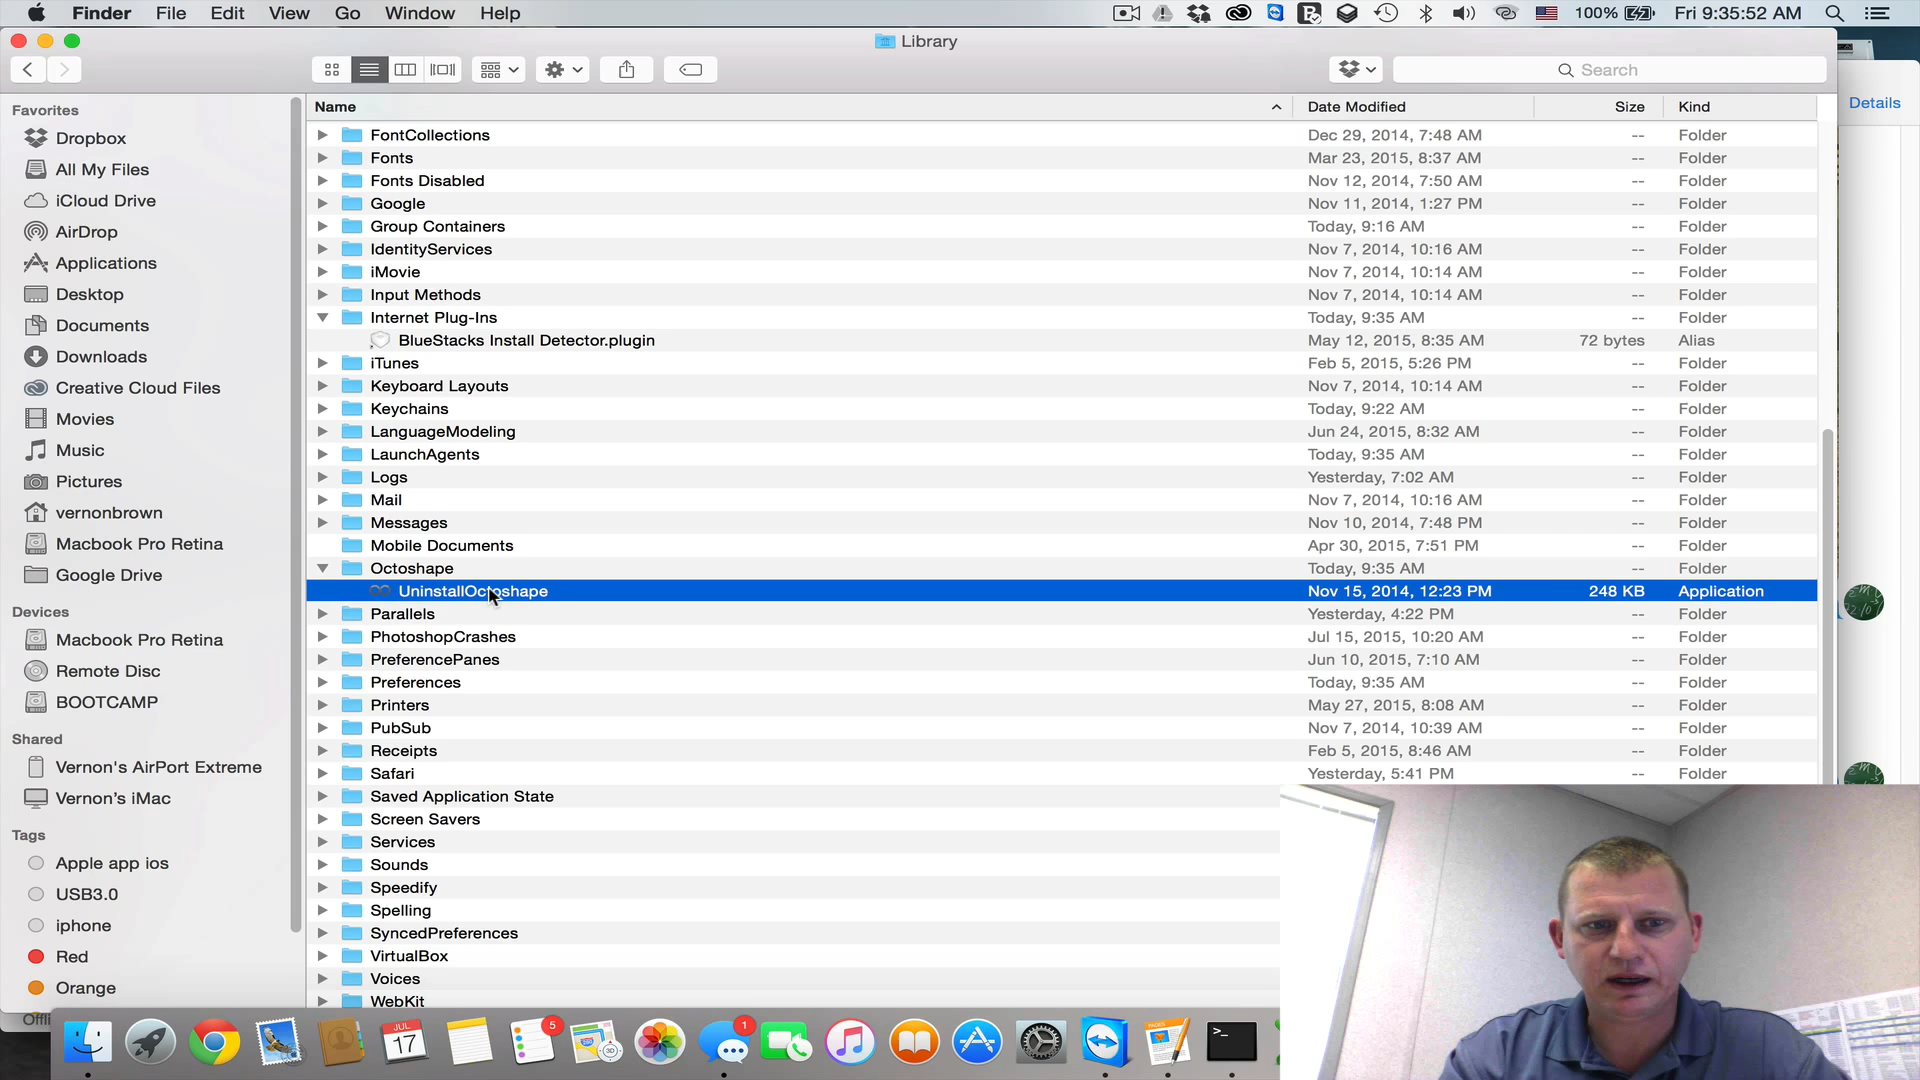 Finder File Edit View Go Window Help 100% Fri 9:35:52 AM
Library
Search
Details
Favorites
Dropbox
All My Files
iCloud Drive
AirDrop
Applications
Desktop
Documents
Downloads
Creative Cloud Files
Movies
Music
Pictures
vernonbrown
Macbook Pro Retina
Google Drive
Devices
Macbook Pro Retina
Remote Disc
BOOTCAMP
Shared
Vernon's AirPort Extreme
Vernon's iMac
Tags
Apple app ios
USB3.0
iphone
Red
Orange
Offli
Name Date Modified Size Kind
FontCollections Dec 29, 2014, 7:48 AM -- Folder
Fonts Mar 23, 2015, 8:37 AM -- Folder
Fonts Disabled Nov 12, 2014, 7:50 AM -- Folder
Google Nov 11, 2014, 1:27 PM -- Folder
Group Containers Today, 9:16 AM -- Folder
IdentityServices Nov 7, 2014, 10:16 AM -- Folder
iMovie Nov 7, 2014, 10:14 AM -- Folder
Input Methods Nov 7, 2014, 10:14 AM -- Folder
Internet Plug-Ins Today, 9:35 AM -- Folder
BlueStacks Install Detector.plugin May 12, 2015, 8:35 AM 72 bytes Alias
iTunes Feb 5, 2015, 5:26 PM -- Folder
Keyboard Layouts Nov 7, 2014, 10:14 AM -- Folder
Keychains Today, 9:22 AM -- Folder
LanguageModeling Jun 24, 2015, 8:32 AM -- Folder
LaunchAgents Today, 9:35 AM -- Folder
Logs Yesterday, 7:02 AM -- Folder
Mail Nov 7, 2014, 10:16 AM -- Folder
Messages Nov 10, 2014, 7:48 PM -- Folder
Mobile Documents Apr 30, 2015, 7:51 PM -- Folder
Octoshape Today, 9:35 AM -- Folder
UninstallOctoshape Nov 15, 2014, 12:23 PM 248 KB Application
Parallels Yesterday, 4:22 PM -- Folder
PhotoshopCrashes Jul 15, 2015, 10:20 AM -- Folder
PreferencePanes Jun 10, 2015, 7:10 AM -- Folder
Preferences Today, 9:35 AM -- Folder
Printers May 27, 2015, 8:08 AM -- Folder
PubSub Nov 7, 2014, 10:39 AM -- Folder
Receipts Feb 5, 2015, 8:46 AM -- Folder
Safari Yesterday, 5:41 PM -- Folder
Saved Application State
Screen Savers
Services
Sounds
Speedify
Spelling
SyncedPreferences
VirtualBox
Voices
WebKit
JUL
17
5
3D
1
PAGES
>_